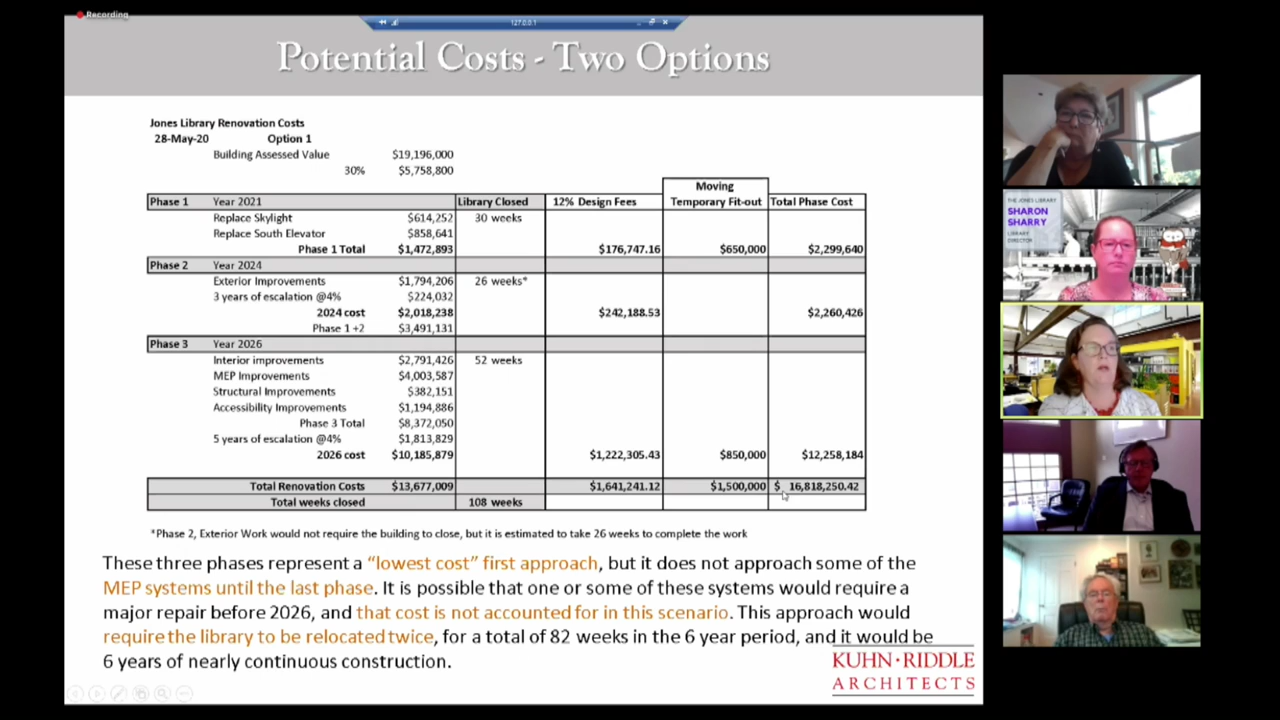 Recording
127.0.0.1
Potential Costs - Two Options
Jones Library Renovation Costs
28-May-20 Option 1
Building Assessed Value $19,196,000
30% $5,758,800
Moving
Phase 1 Year 2021 Library Closed 12% Design Fees Temporary Fit-out Total Phase Cost
Replace Skylight $614,252 30 weeks
Replace South Elevator $858,641
Phase 1 Total $1,472,893 $176,747.16 $650,000 $2,299,640
Phase 2 Year 2024
Exterior Improvements $1,794,206 26 weeks*
3 years of escalation @4% $224,032
2024 cost $2,018,238 $242,188.53 $2,260,426
Phase 1 +2 $3,491,131
Phase 3 Year 2026
Interior improvements $2,791,426 52 weeks
MEP Improvements $4,003,587
Structural Improvements $382,151
Accessibility Improvements $1,194,886
Phase 3 Total $8,372,050
5 years of escalation @4% $1,813,829
2026 cost $10,185,879 $1,222,305.43 $850,000 $12,258,184
Total Renovation Costs $13,677,009 $1,641,241.12 $1,500,000 $ 16,818,250.42
Total weeks closed 108 weeks
*Phase 2, Exterior Work would not require the building to close, but it is estimated to take 26 weeks to complete the work
These three phases represent a “lowest cost” first approach, but it does not approach some of the
MEP systems until the last phase. It is possible that one or some of these systems would require a
major repair before 2026, and that cost is not accounted for in this scenario. This approach would
require the library to be relocated twice, for a total of 82 weeks in the 6 year period, and it would be
6 years of nearly continuous construction.
KUHN·RIDDLE
ARCHITECTS
THE JONES LIBRARY
SHARON
SHARRY
LIBRARY
DIRECTOR